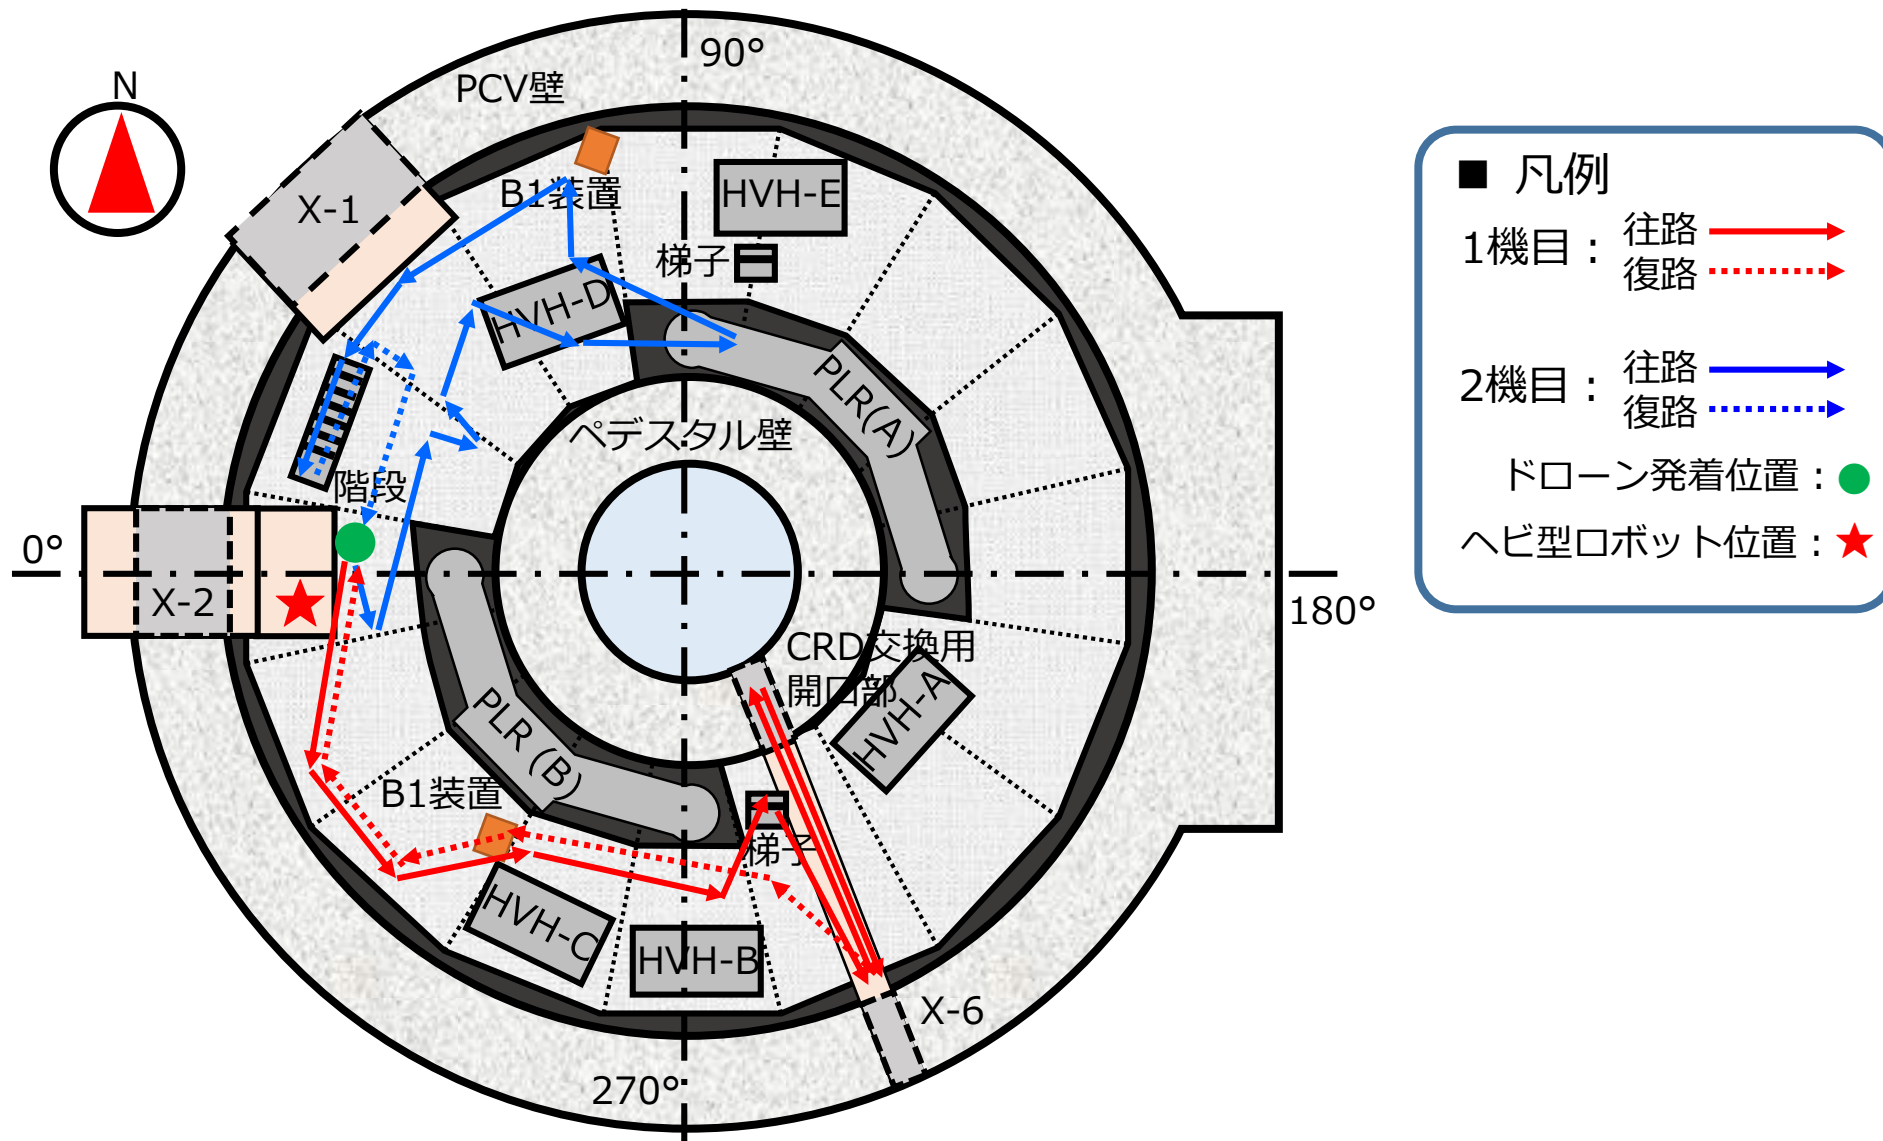 N
90°
PCV壁
X-1
B1装置
HVH-E
梯子
HVH-D
PLR(A)
ペデスタル壁
階段
0°
X-2
180°
CRD交換用
開口部
HVH-A
PLR (B)
B1装置
梯子
HVH-C
HVH-B
X-6
270°
■ 凡例
1機目： 往路
復路
2機目： 往路
復路
ドローン発着位置：
ヘビ型ロボット位置：